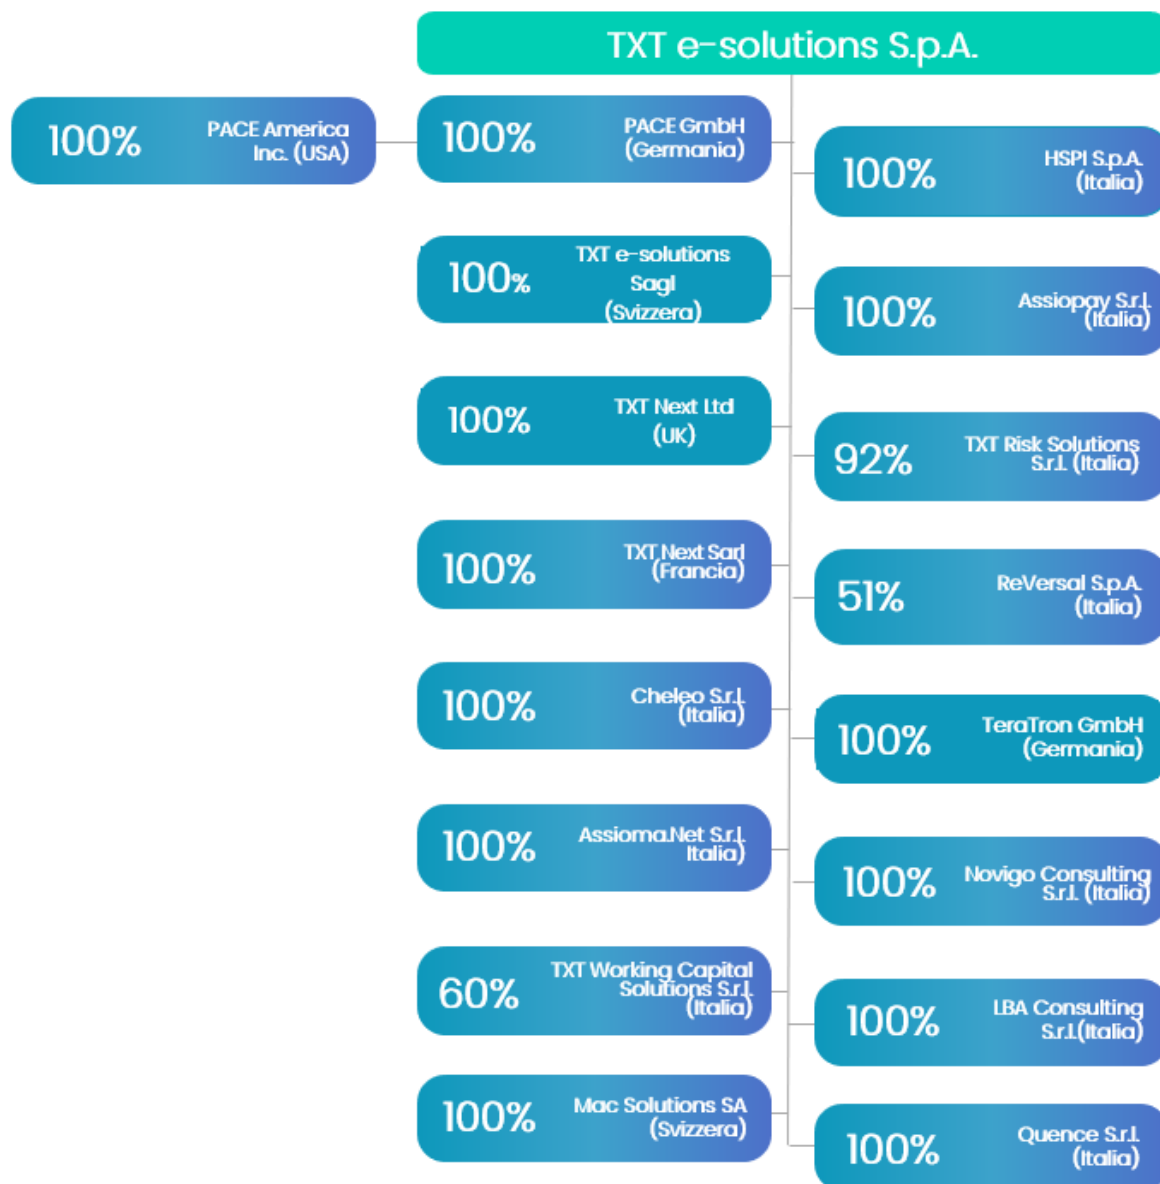 TXT e-solutions S.p.A.
100%
PACE America
Inc. (USA)
100%
PACE GmbH
(Germania)
100%
HSPI S.p.A.
(Italia)
100%
TXT e-solutions
Sagl
(Svizzera)
100%
Assiopay S.r.l.
(Italia)
100%
TXT Next Ltd
(UK)
92%
TXT Risk Solutions
S.r.l. (Italia)
100%
TXT Next Sarl
(Francia)
51%
ReVersal S.p.A.
(Italia)
100%
Cheleo S.r.l.
(Italia)
100%
TeraTron GmbH
(Germania)
100%
Assioma.Net S.r.l.
Italia)
100%
Novigo Consulting
S.r.l. (Italia)
60%
TXT Working Capital
Solutions S.r.l.
(Italia)
100%
LBA Consulting
S.r.l.(Italia)
100%
Mac Solutions SA
(Svizzera)
100%
Quence S.r.l.
(Italia)